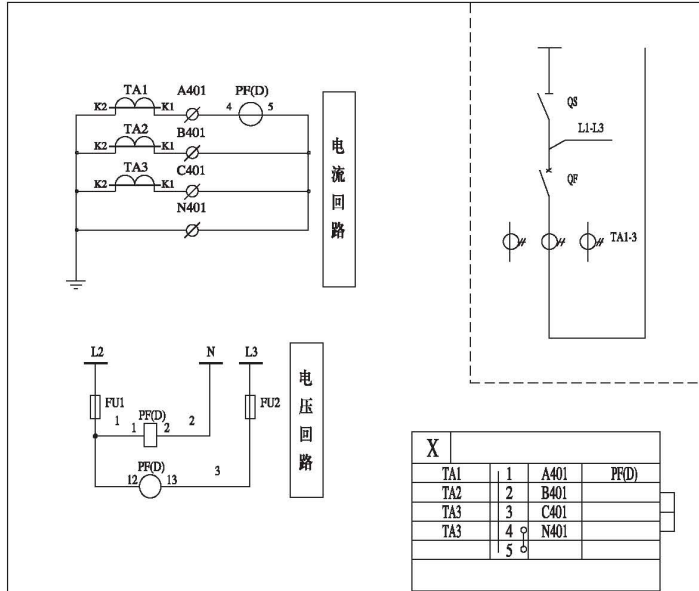 TA1 A401 PF(D)
K2 K1 4 5
TA2 B401
K2 K1
TA3 C401
K2 K1
N401
电流回路
QS
L1-L3
QF
TA1-3
L2 N L3
FU1 FU2
1 PF(D) 2
1 2
PF(D) 3
12 13
电压回路
X
TA1 1 A401 PF(D)
TA2 2 B401
TA3 3 C401
TA3 4 N401
5